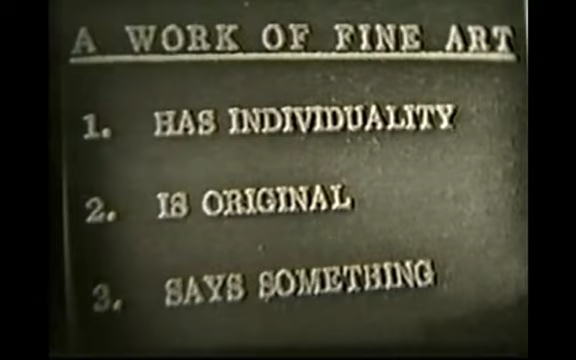 A WORK OF FINE ART
1. HAS INDIVIDUALITY
2. IS ORIGINAL
3. SAYS SOMETHING